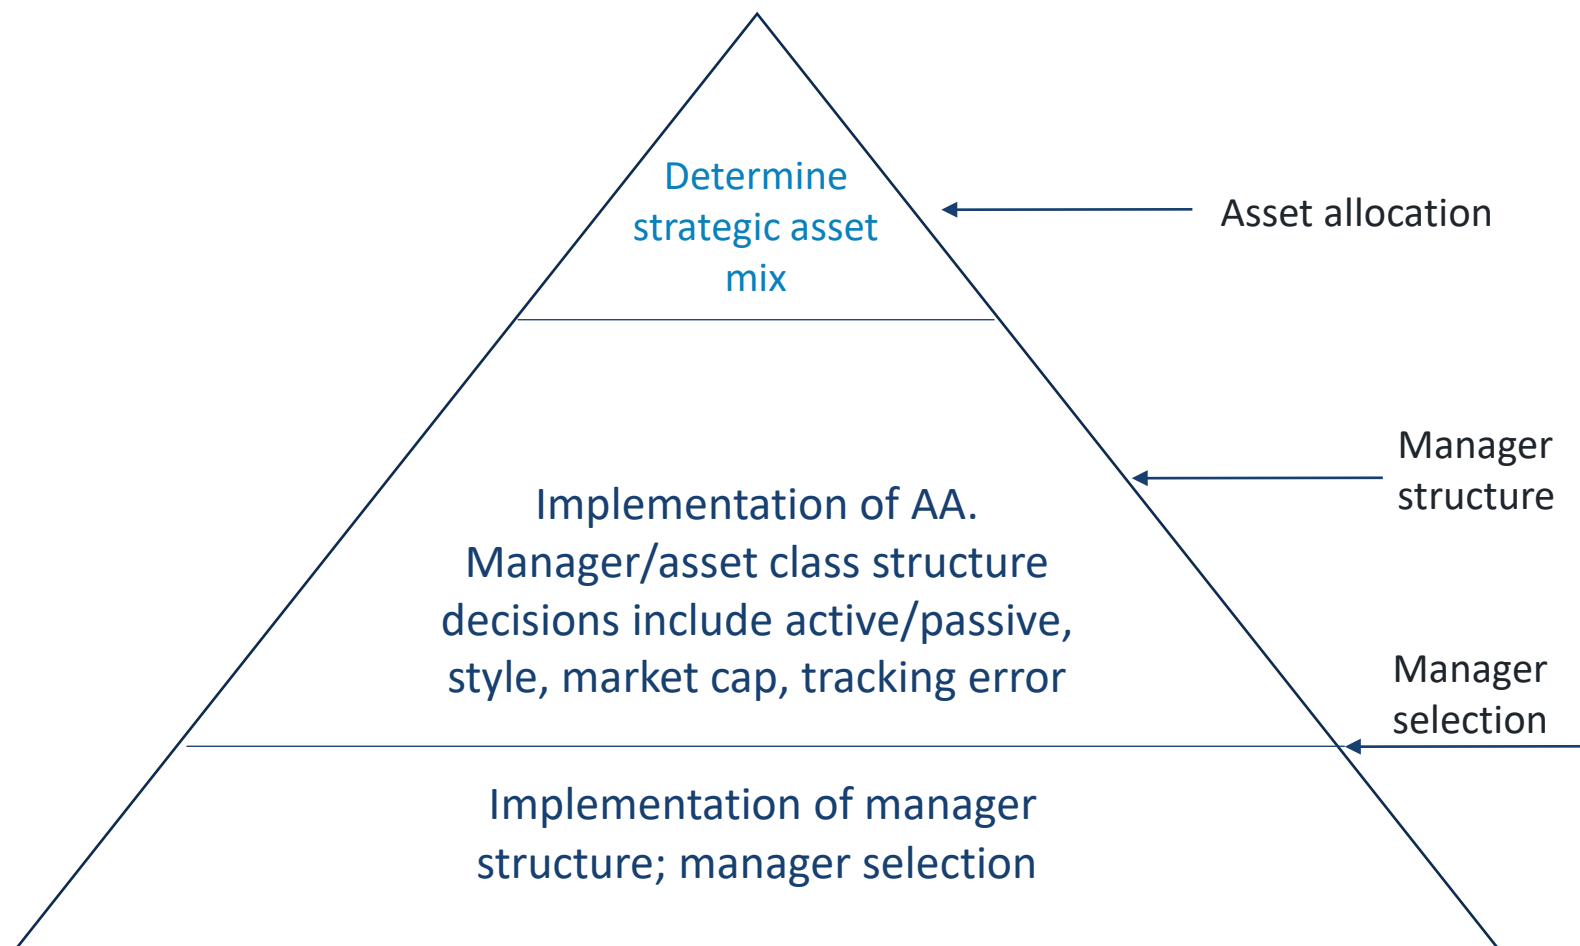 Determine
strategic asset
mix
Asset allocation
Manager
structure
Implementation of AA.
Manager/asset class structure
decisions include active/passive,
style, market cap, tracking error
Manager
selection
Implementation of manager
structure; manager selection